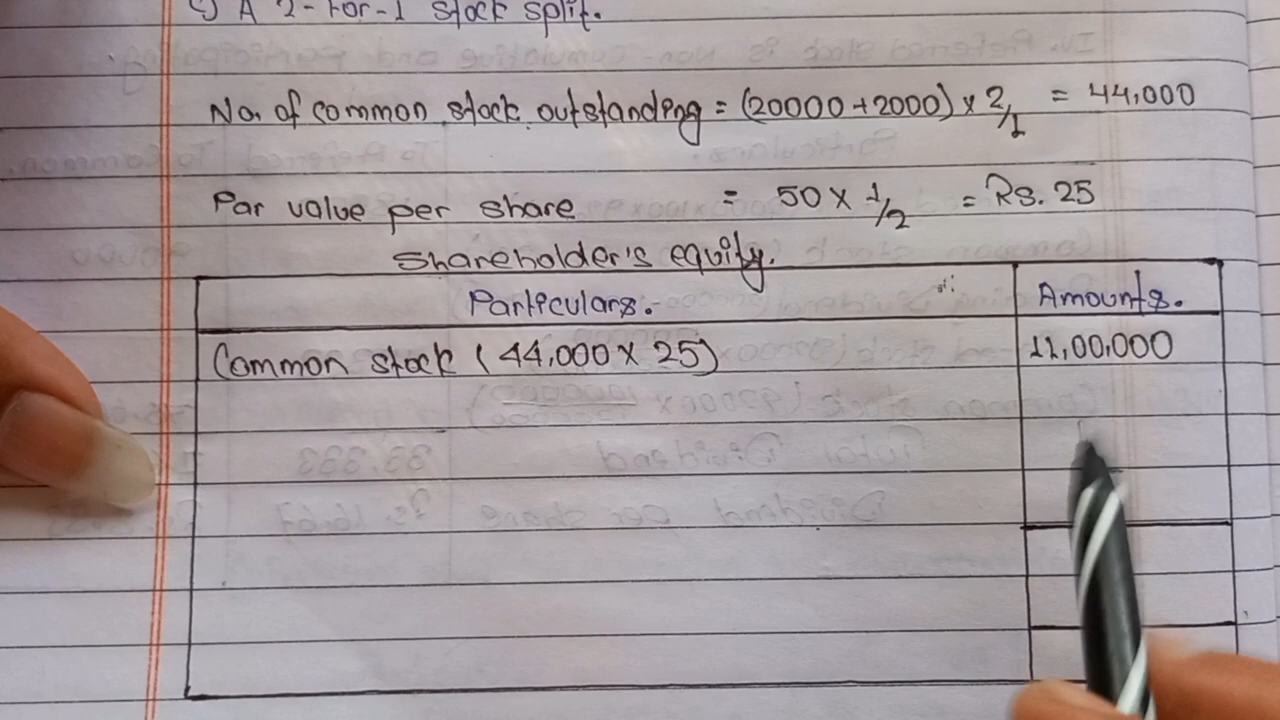 c) A 2-for-1 stock split.
No. of common stock outstanding = (20000 + 2000) × 2/1 = 44,000
Par value per share = 50 × 1/2 = Rs. 25
Shareholder's equity.
Particulars. Amounts.
Common stock (44,000 × 25) 11,00,000